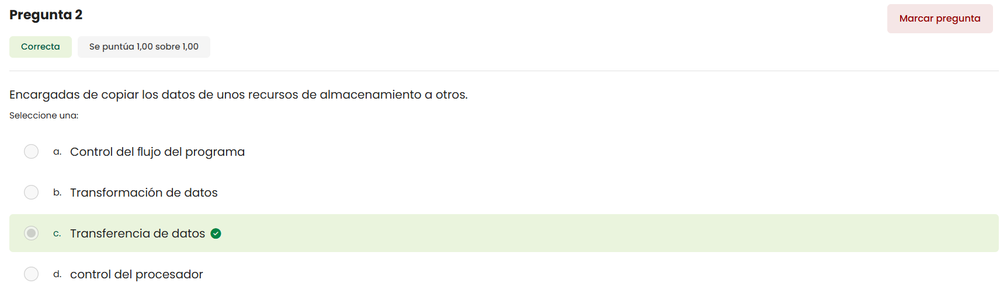 Pregunta 2
Marcar pregunta
Correcta
Se puntúa 1,00 sobre 1,00
Encargadas de copiar los datos de unos recursos de almacenamiento a otros.
Seleccione una:
a. Control del flujo del programa
b. Transformación de datos
c. Transferencia de datos
d. control del procesador